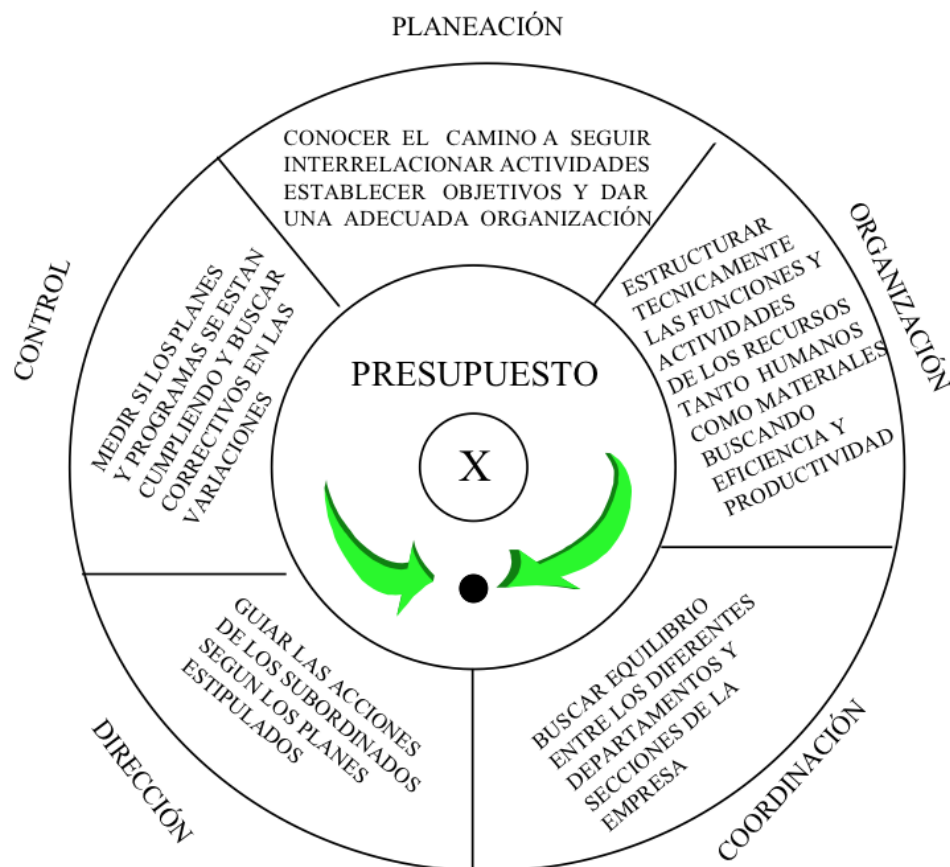 PLANEACIÓN
CONOCER EL CAMINO A SEGUIR
INTERRELACIONAR ACTIVIDADES
ESTABLECER OBJETIVOS Y DAR
UNA ADECUADA ORGANIZACIÓN
ORGANIZACIÓN
ESTRUCTURAR
TECNICAMENTE
LAS FUNCIONES Y
ACTIVIDADES
DE LOS RECURSOS
TANTO HUMANOS
COMO MATERIALES
BUSCANDO
EFICIENCIA Y
PRODUCTIVIDAD
COORDINACIÓN
BUSCAR EQUILIBRIO
ENTRE LOS DIFERENTES
DEPARTAMENTOS Y
SECCIONES DE LA
EMPRESA
DIRECCIÓN
GUIAR LAS ACCIONES
DE LOS SUBORDINADOS
SEGUN LOS PLANES
ESTIPULADOS
CONTROL
MEDIR SI LOS PLANES
Y PROGRAMAS SE ESTAN
CUMPLIENDO Y BUSCAR
CORRECTIVOS EN LAS
VARIACIONES
PRESUPUESTO
X